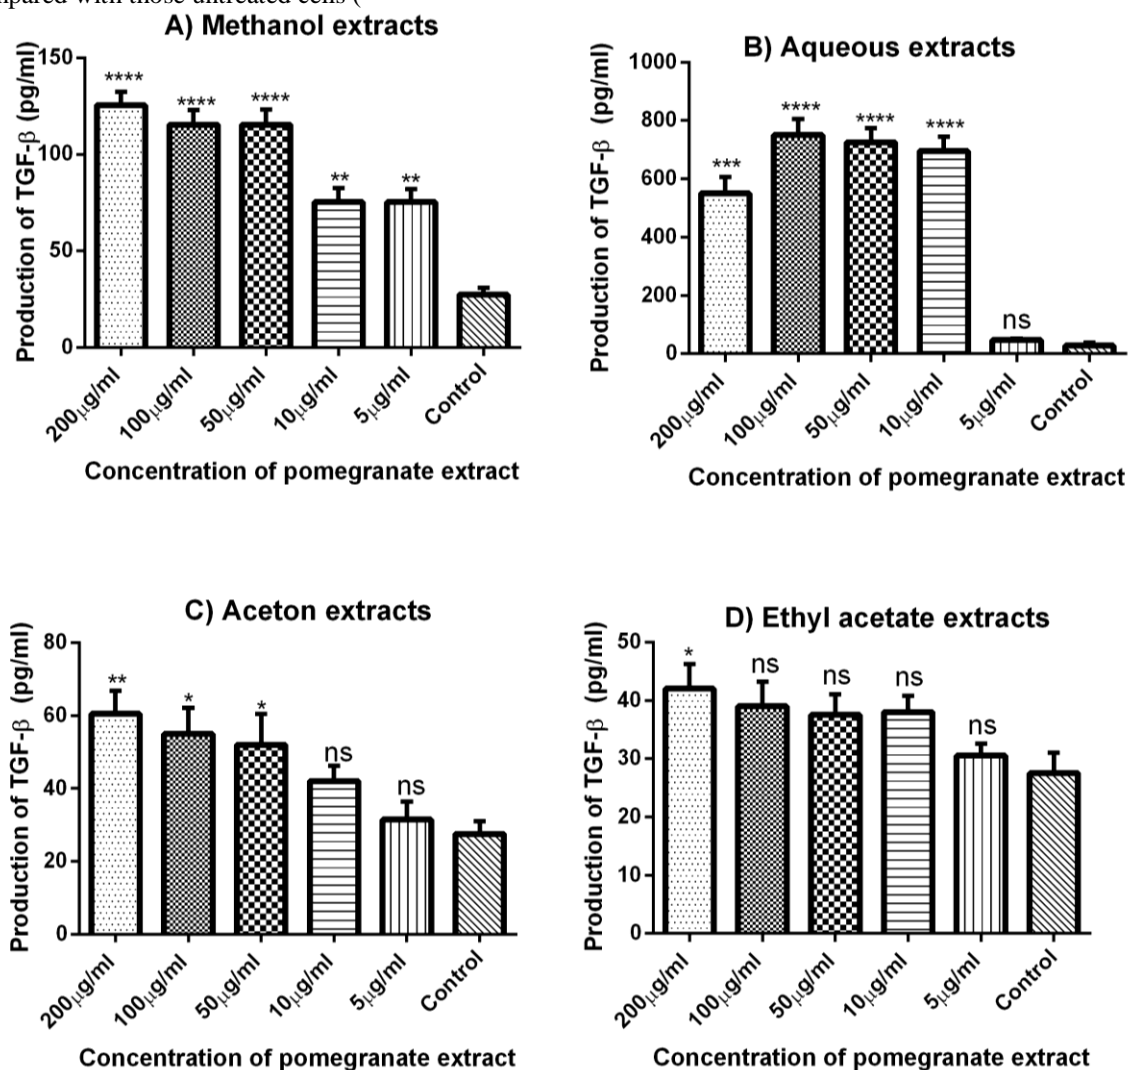 mpared with those untreated cells (
A) Methanol extracts
Production of TGF-β (pg/ml)
150
100
50
0
**** **** **** ** **
200μg/ml 100μg/ml 50μg/ml 10μg/ml 5μg/ml Control
Concentration of pomegranate extract
B) Aqueous extracts
Production of TGF-β (pg/ml)
1000
800
600
400
200
0
*** **** **** **** ns
200μg/ml 100μg/ml 50μg/ml 10μg/ml 5μg/ml Control
Concentration of pomegranate extract
C) Aceton extracts
Production of TGF-β (pg/ml)
80
60
40
20
0
** * * ns ns
200μg/ml 100μg/ml 50μg/ml 10μg/ml 5μg/ml Control
Concentration of pomegranate extract
D) Ethyl acetate extracts
Production of TGF-β (pg/ml)
50
40
30
20
10
0
* ns ns ns ns
200μg/ml 100μg/ml 50μg/ml 10μg/ml 5μg/ml Control
Concentration of pomegranate extract